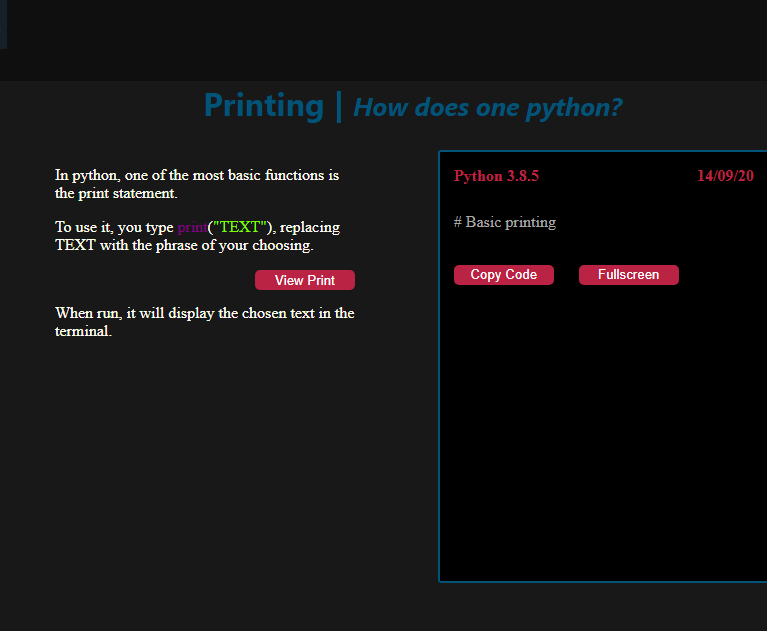 Printing | How does one python?
In python, one of the most basic functions is
the print statement.
To use it, you type print("TEXT"), replacing
TEXT with the phrase of your choosing.
View Print
When run, it will display the chosen text in the
terminal.
Python 3.8.5 14/09/20
# Basic printing
Copy Code Fullscreen